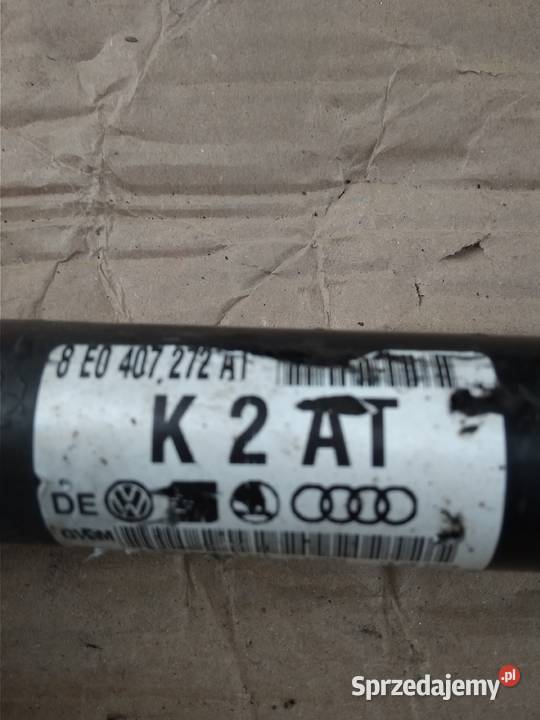 8 E0 407 272 AT
K 2 AT
DE
Sprzedajemy.pl